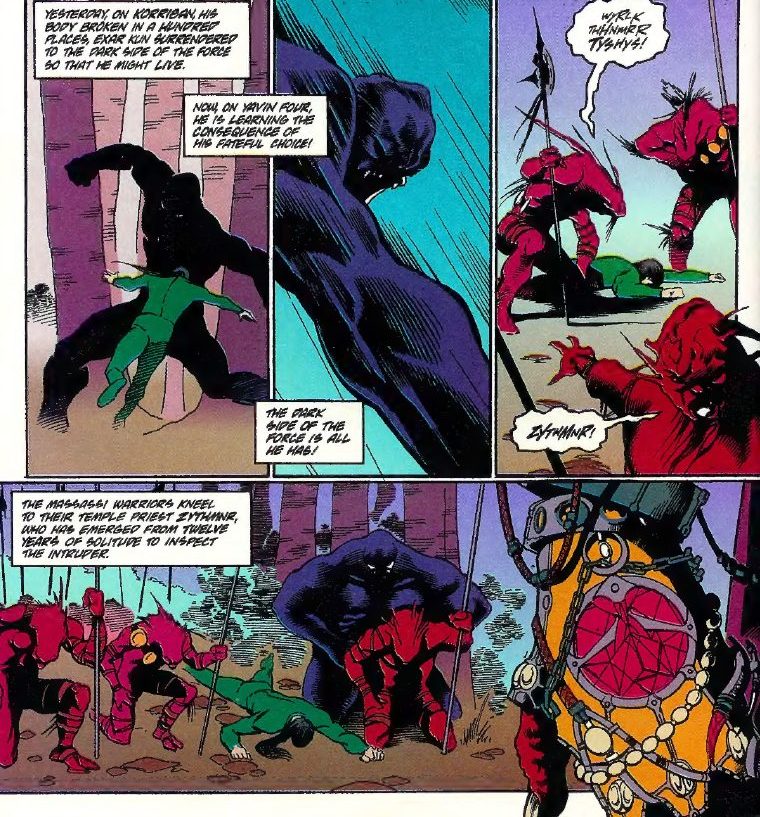 YESTERDAY, ON KORRIBAN, HIS
BODY BROKEN IN A HUNDRED
PLACES, EXAR KUN SURRENDERED
TO THE DARK SIDE OF THE FORCE
SO THAT HE MIGHT LIVE.
NOW, ON YAVIN FOUR,
HE IS LEARNING THE
CONSEQUENCE OF
HIS FATEFUL CHOICE!
THE DARK
SIDE OF THE
FORCE IS ALL
HE HAS!
WYRLK
THHNMRR
TYSHYS!
ZYTHMNR!
THE MASSASSI WARRIORS KNEEL
TO THEIR TEMPLE PRIEST ZYTHMNR,
WHO HAS EMERGED FROM TWELVE
YEARS OF SOLITUDE TO INSPECT
THE INTRUDER.